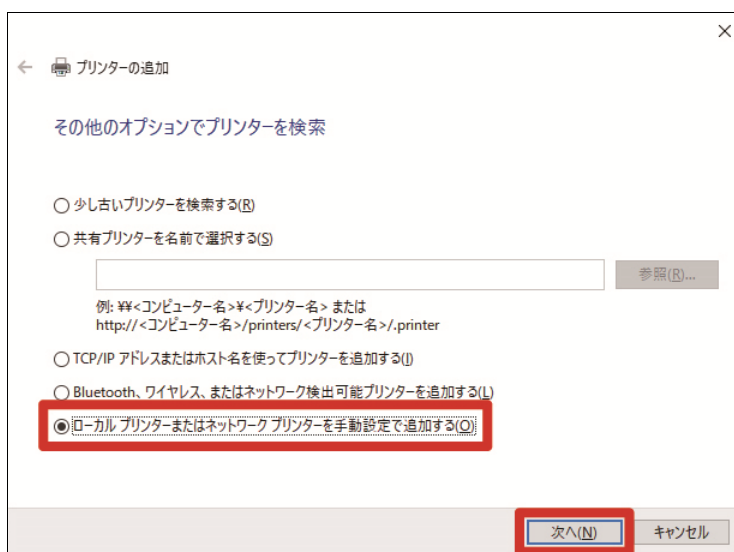 プリンターの追加
その他のオプションでプリンターを検索
少し古いプリンターを検索する(R)
共有プリンターを名前で選択する(S)
参照(R)...
例: ¥¥<コンピューター名>¥<プリンター名> または
http://<コンピューター名>/printers/<プリンター名>/.printer
TCP/IP アドレスまたはホスト名を使ってプリンターを追加する(I)
Bluetooth、ワイヤレス、またはネットワーク検出可能プリンターを追加する(L)
ローカル プリンターまたはネットワーク プリンターを手動設定で追加する(O)
次へ(N)
キャンセル